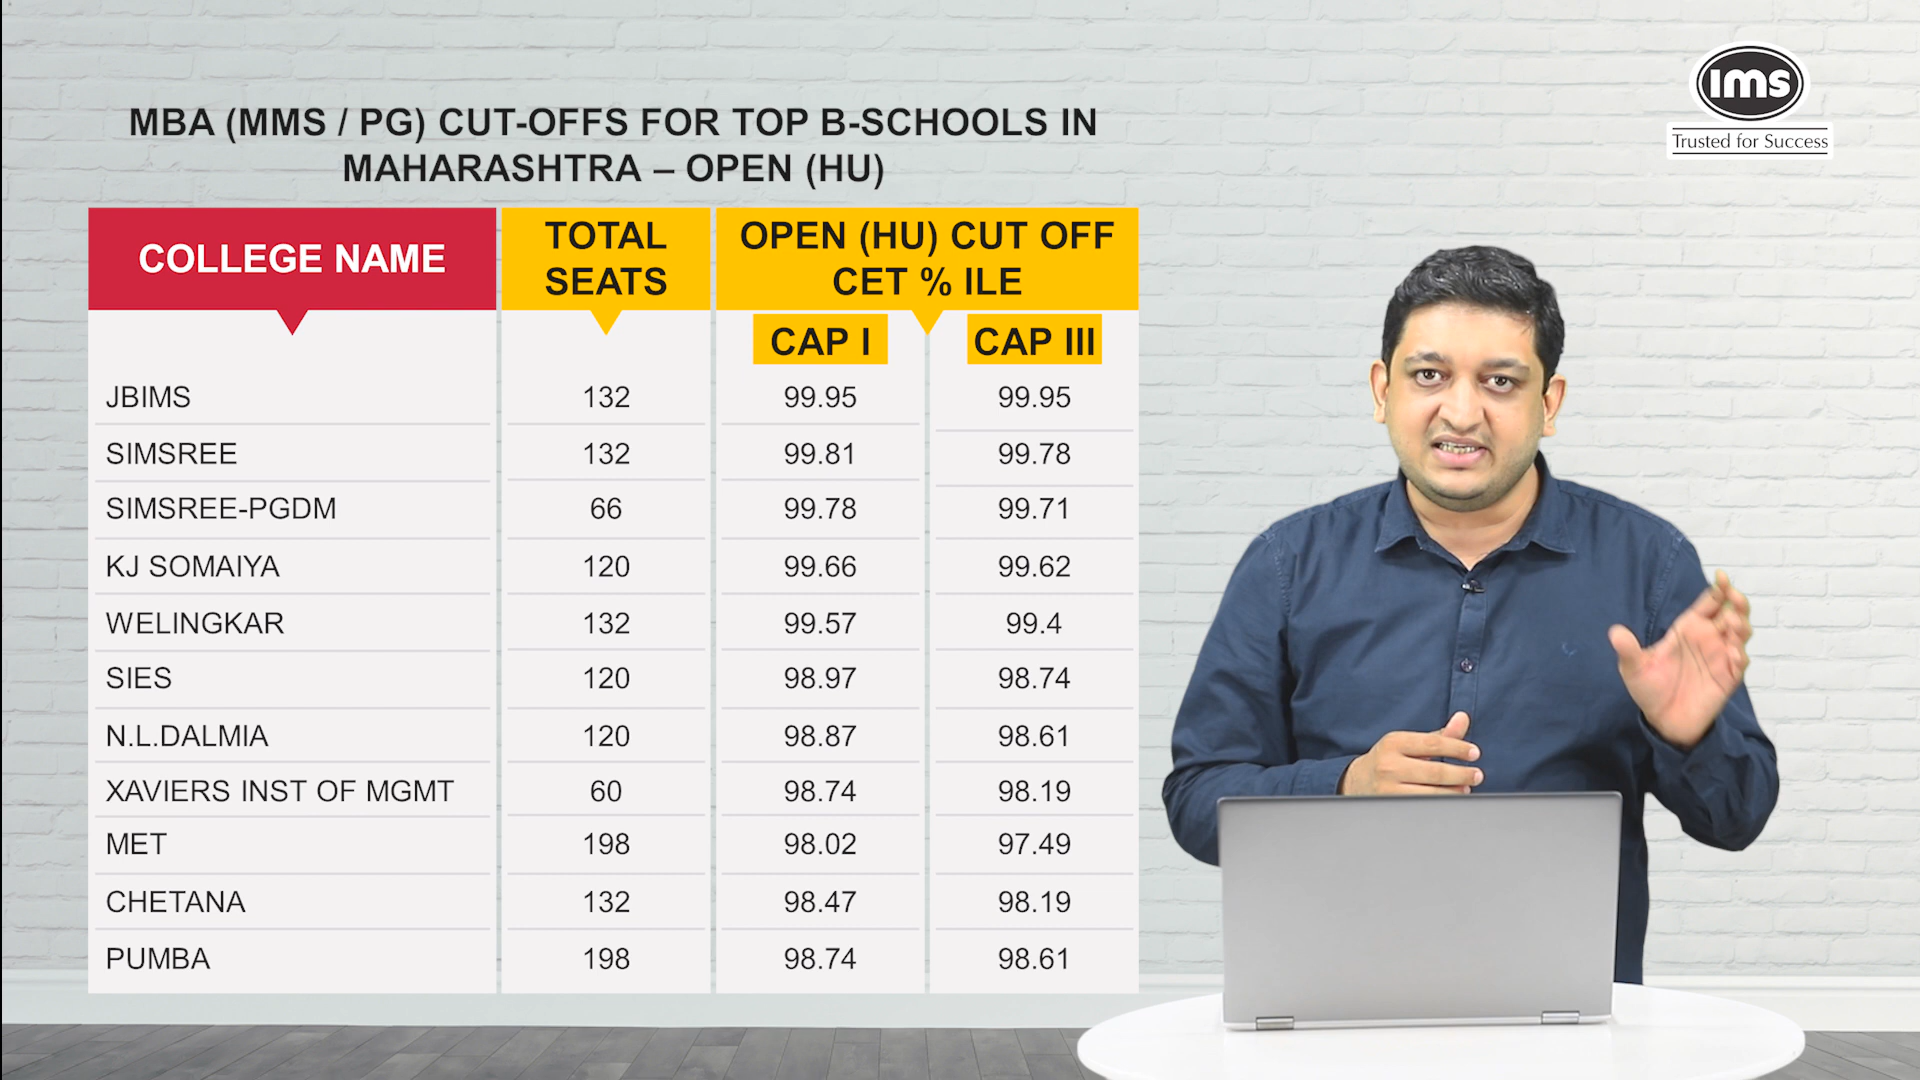 MBA (MMS / PG) CUT-OFFS FOR TOP B-SCHOOLS IN
MAHARASHTRA – OPEN (HU)
ims
Trusted for Success
COLLEGE NAME
TOTAL
SEATS
OPEN (HU) CUT OFF
CET % ILE
CAP I CAP III
JBIMS 132 99.95 99.95
SIMSREE 132 99.81 99.78
SIMSREE-PGDM 66 99.78 99.71
KJ SOMAIYA 120 99.66 99.62
WELINGKAR 132 99.57 99.4
SIES 120 98.97 98.74
N.L.DALMIA 120 98.87 98.61
XAVIERS INST OF MGMT 60 98.74 98.19
MET 198 98.02 97.49
CHETANA 132 98.47 98.19
PUMBA 198 98.74 98.61